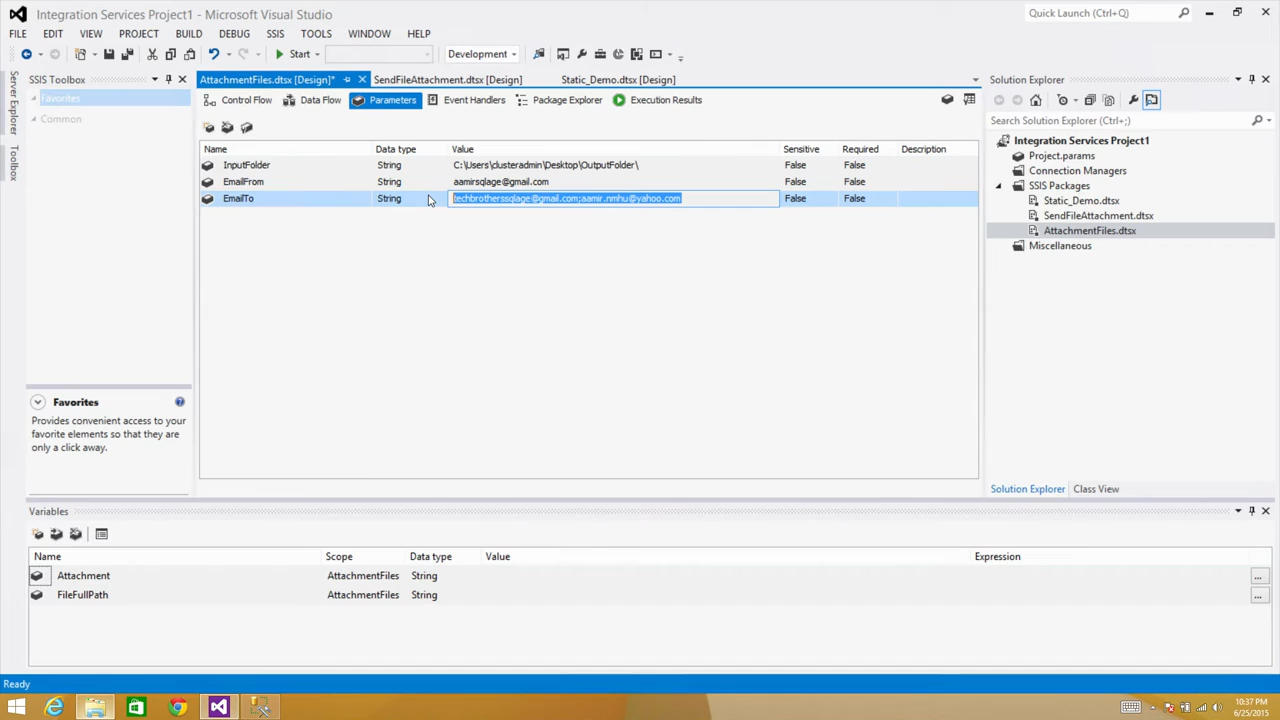 Integration Services Project1 - Microsoft Visual Studio
Quick Launch (Ctrl+;)
FILE EDIT VIEW PROJECT BUILD DEBUG SSIS TOOLS WINDOW HELP
Start
Development
SSIS Toolbox
AttachmentFiles.dtsx [Design]*
SendFileAttachment.dtsx [Design]
Static_Demo.dtsx [Design]
Solution Explorer
Server Explorer
Toolbox
Favorites
Common
Control Flow
Data Flow
Parameters
Event Handlers
Package Explorer
Execution Results
Search Solution Explorer (Ctrl+;)
Name Data type Value Sensitive Required Description
InputFolder String C:\Users\clusteradmin\Desktop\OutputFolder\ False False
EmailFrom String aamirsqlage@gmail.com False False
EmailTo String techbrotherssqlage@gmail.com;aamir.nmhu@yahoo.com False False
Integration Services Project1
Project.params
Connection Managers
SSIS Packages
Static_Demo.dtsx
SendFileAttachment.dtsx
AttachmentFiles.dtsx
Miscellaneous
Favorites
Provides convenient access to your
favorite elements so that they are
only a click away.
Solution Explorer Class View
Variables
Name Scope Data type Value Expression
Attachment AttachmentFiles String ...
FileFullPath AttachmentFiles String ...
Ready
10:37 PM
6/25/2015